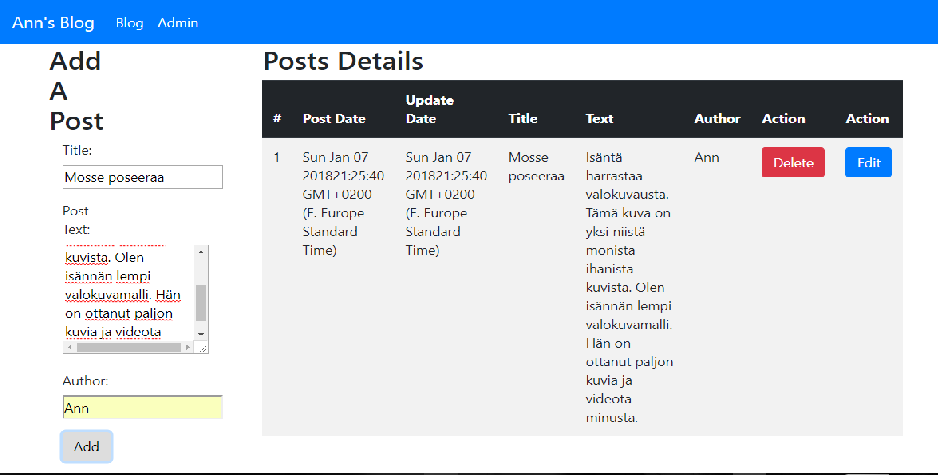 Ann's Blog Blog Admin
Add
A
Post
Title:
Mosse poseeraa
Post
Text:
kuvista. Olen
isännän lempi
valokuvamalli. Hän
on ottanut paljon
kuvia ja videota
Author:
Ann
Add
Posts Details
# Post Date Update Date Title Text Author Action Action
1
Sun Jan 07
201821:25:40
GMT+0200
(E. Europe
Standard
Time)
Sun Jan 07
201821:25:40
GMT+0200
(E. Europe
Standard
Time)
Mosse
poseeraa
Isäntä
harrastaa
valokuvausta.
Tämä kuva on
yksi niistä
monista
ihanista
kuvista. Olen
isännän lempi
valokuvamalli.
Hän on
ottanut paljon
kuvia ja
videota
minusta.
Ann
Delete
Edit